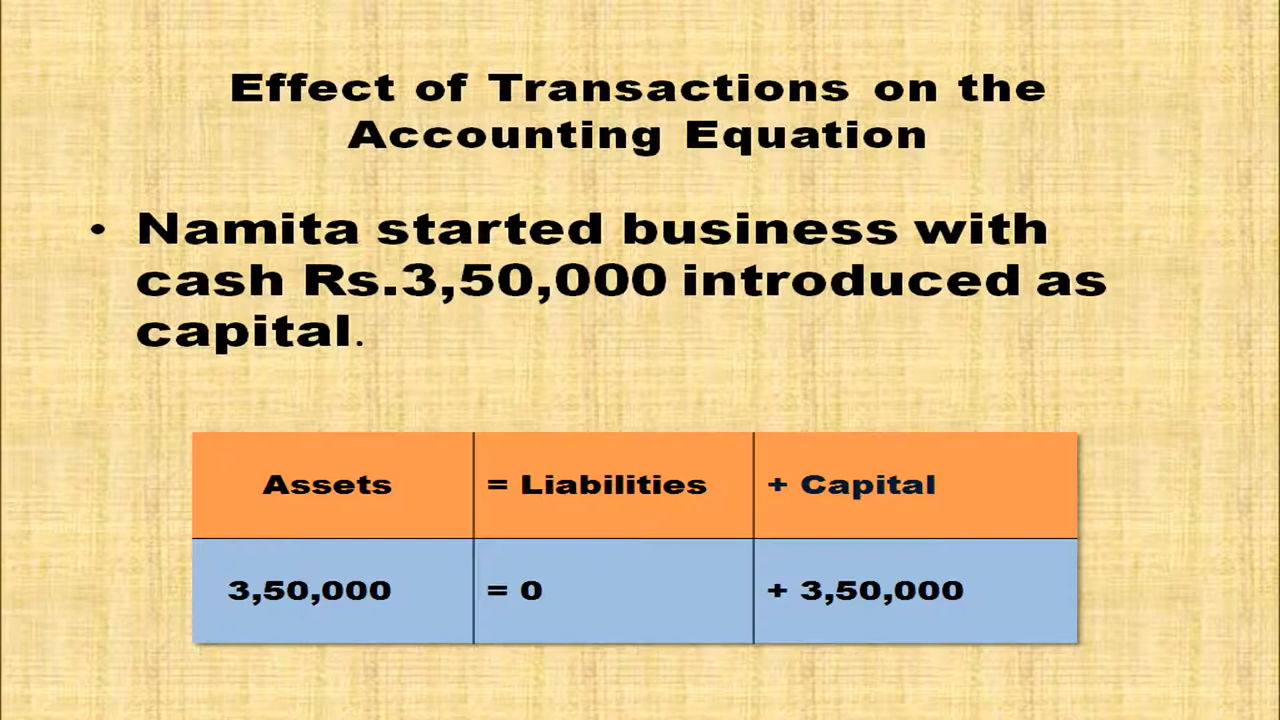 Effect of Transactions on the
Accounting Equation
• Namita started business with
cash Rs.3,50,000 introduced as
capital.
Assets = Liabilities + Capital
3,50,000 = 0 + 3,50,000